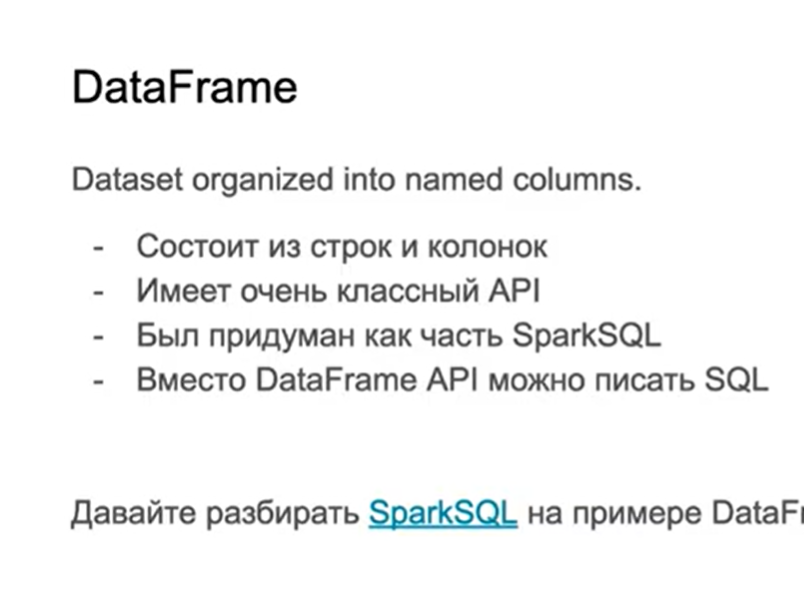 DataFrame
Dataset organized into named columns.
- Состоит из строк и колонок
- Имеет очень классный API
- Был придуман как часть SparkSQL
- Вместо DataFrame API можно писать SQL
Давайте разбирать SparkSQL на примере